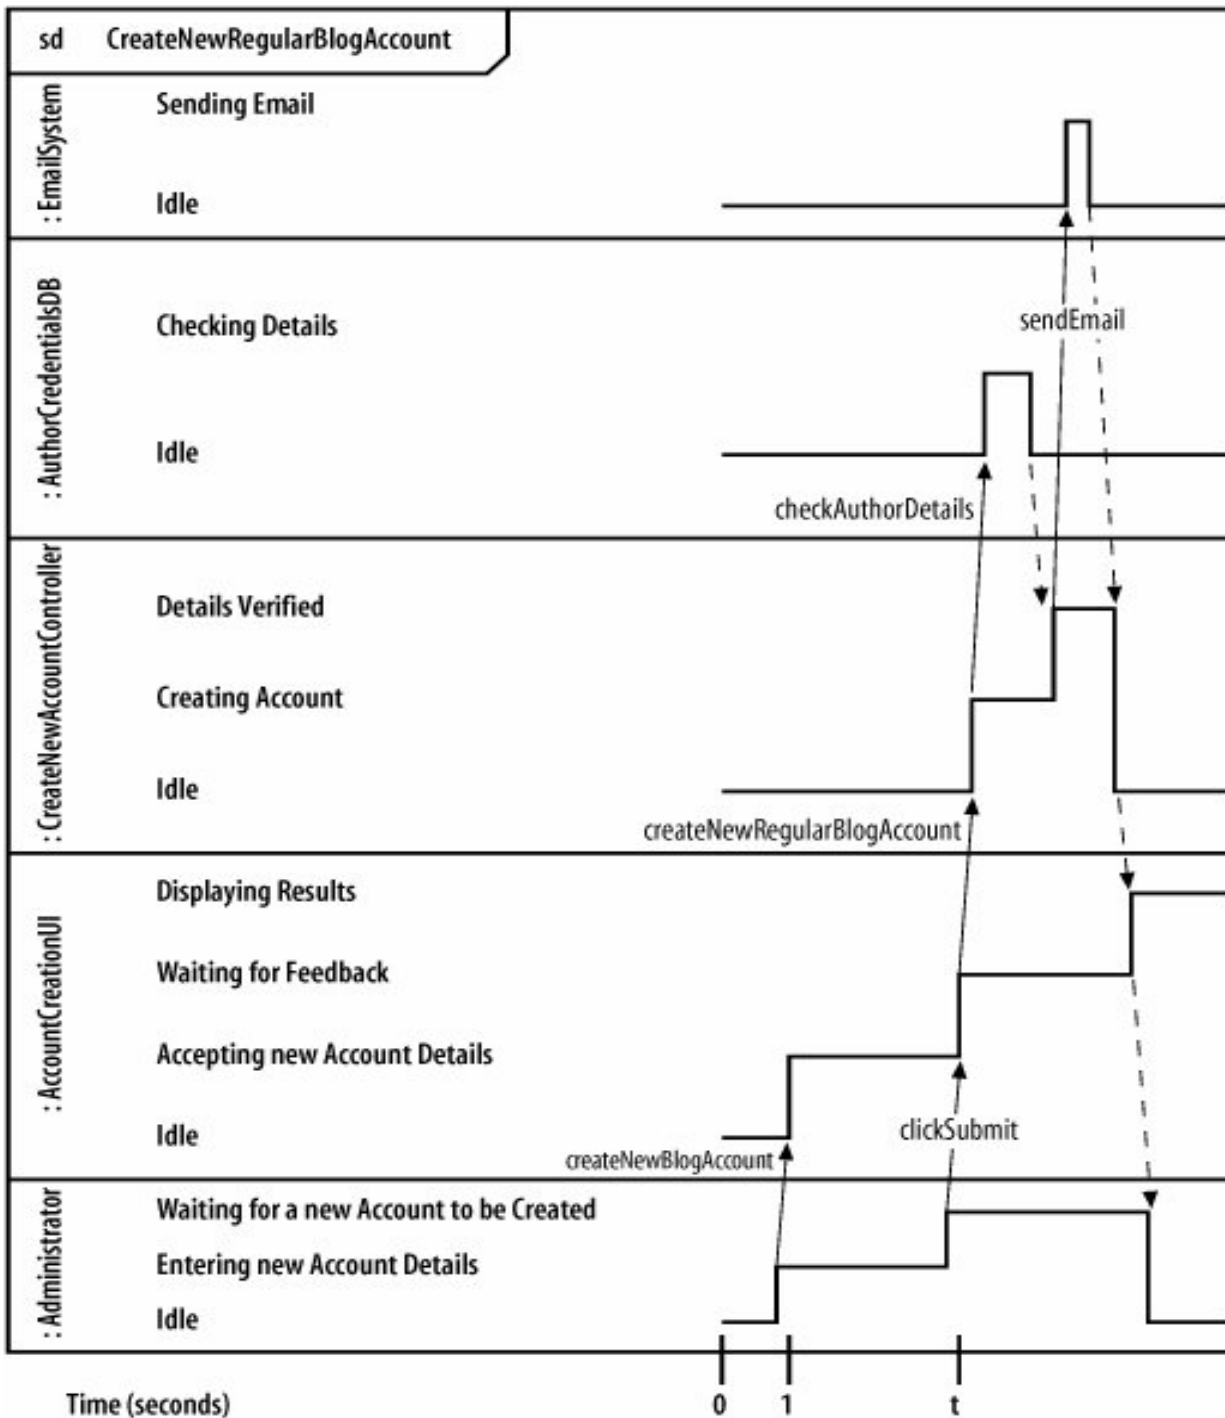 sd CreateNewRegularBlogAccount
: EmailSystem
Sending Email
Idle
: AuthorCredentialsDB
Checking Details
sendEmail
Idle
checkAuthorDetails
: CreateNewAccountController
Details Verified
Creating Account
Idle
createNewRegularBlogAccount
: AccountCreationUI
Displaying Results
Waiting for Feedback
Accepting new Account Details
clickSubmit
Idle
createNewBlogAccount
: Administrator
Waiting for a new Account to be Created
Entering new Account Details
Idle
Time (seconds) 0 1 t